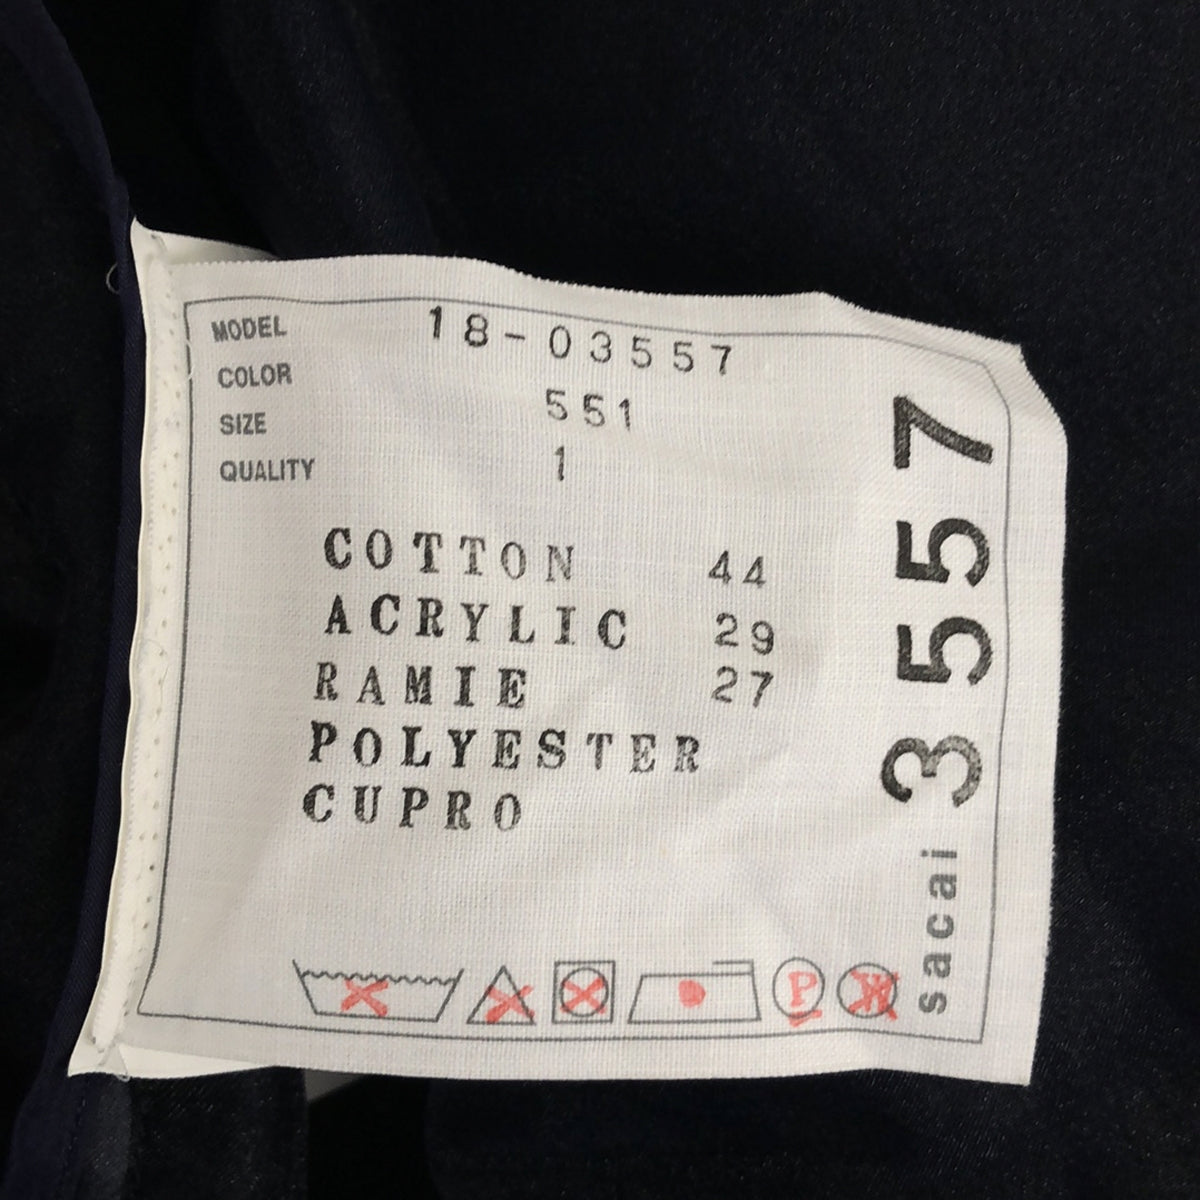 MODEL 18-03557
COLOR 551
SIZE 1
QUALITY
COTTON 44
ACRYLIC 29
RAMIE 27
POLYESTER
CUPRO
P W
sacai 3557